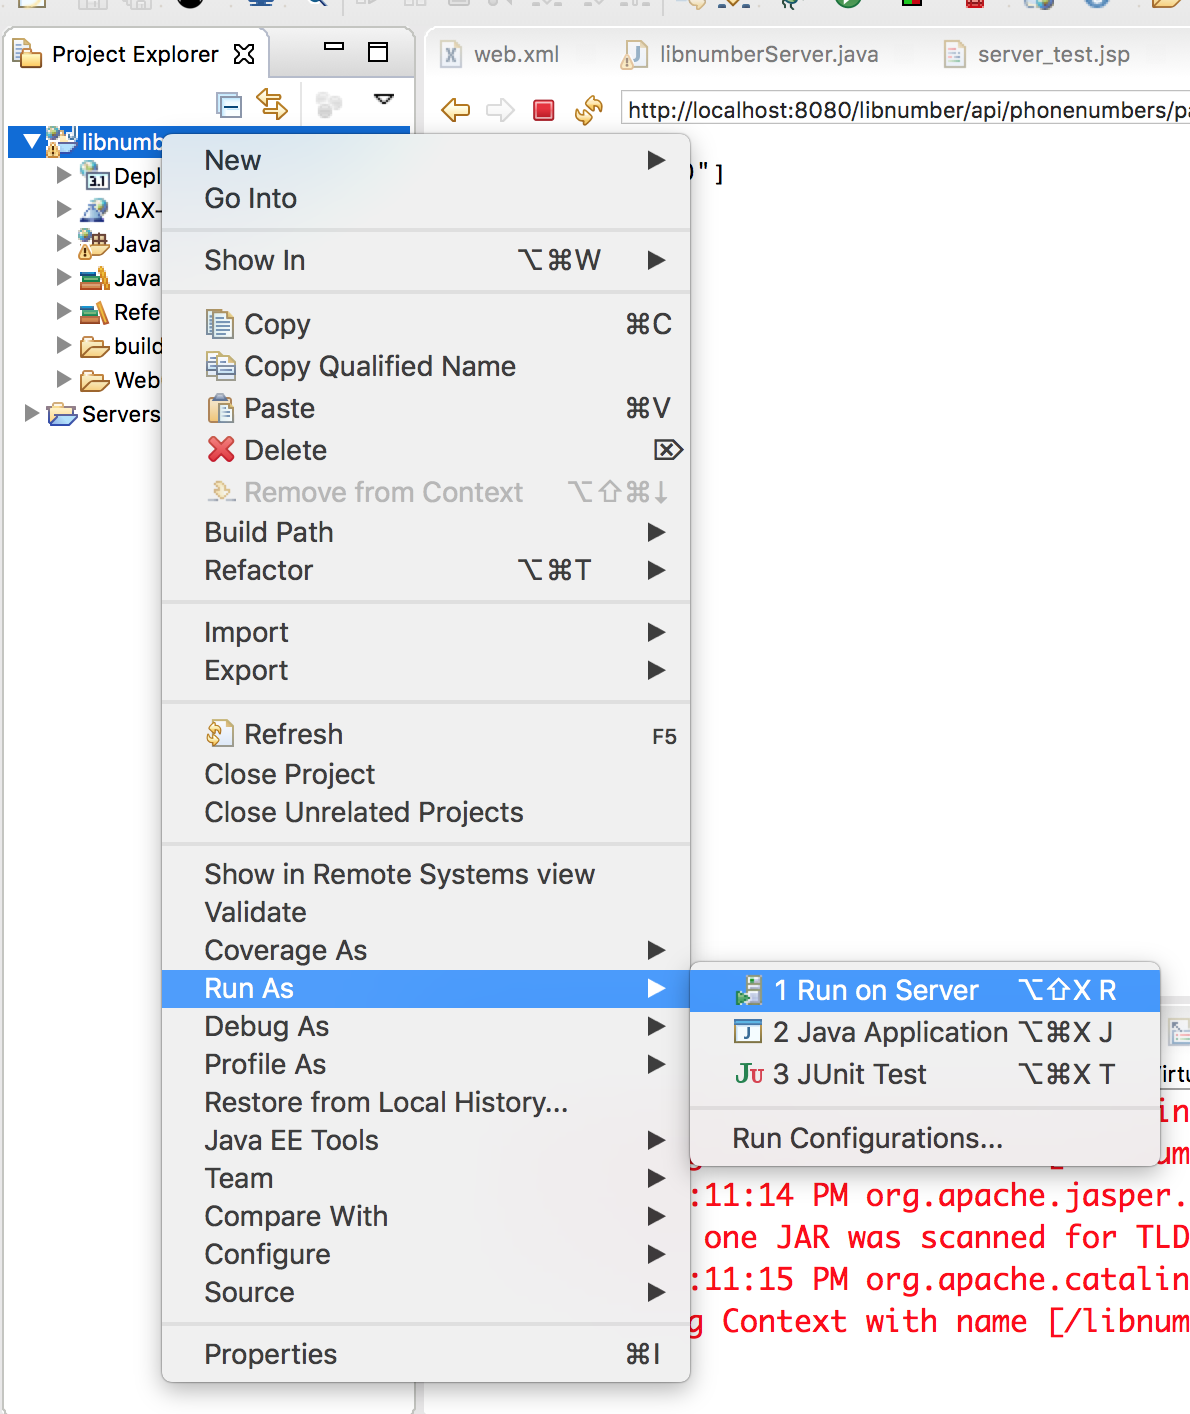 Project Explorer
web.xml
libnumberServer.java
server_test.jsp
http://localhost:8080/libnumber/api/phonenumbers/pa
"]
libnumb
3.1 Depl
JAX-
Java
Java
Refe
build
Web
Servers
New
Go Into
Show In ⌥⌘W
Copy ⌘C
Copy Qualified Name
Paste ⌘V
Delete ⌦
Remove from Context ⌥⇧⌘↓
Build Path
Refactor ⌥⌘T
Import
Export
Refresh F5
Close Project
Close Unrelated Projects
Show in Remote Systems view
Validate
Coverage As
Run As
Debug As
Profile As
Restore from Local History...
Java EE Tools
Team
Compare With
Configure
Source
Properties ⌘I
1 Run on Server ⌥⇧X R
2 Java Application ⌥⌘X J
Ju 3 JUnit Test ⌥⌘X T
Run Configurations...
irtu
in
um
:11:14 PM org.apache.jasper.
one JAR was scanned for TLD
:11:15 PM org.apache.catalin
g Context with name [/libnum